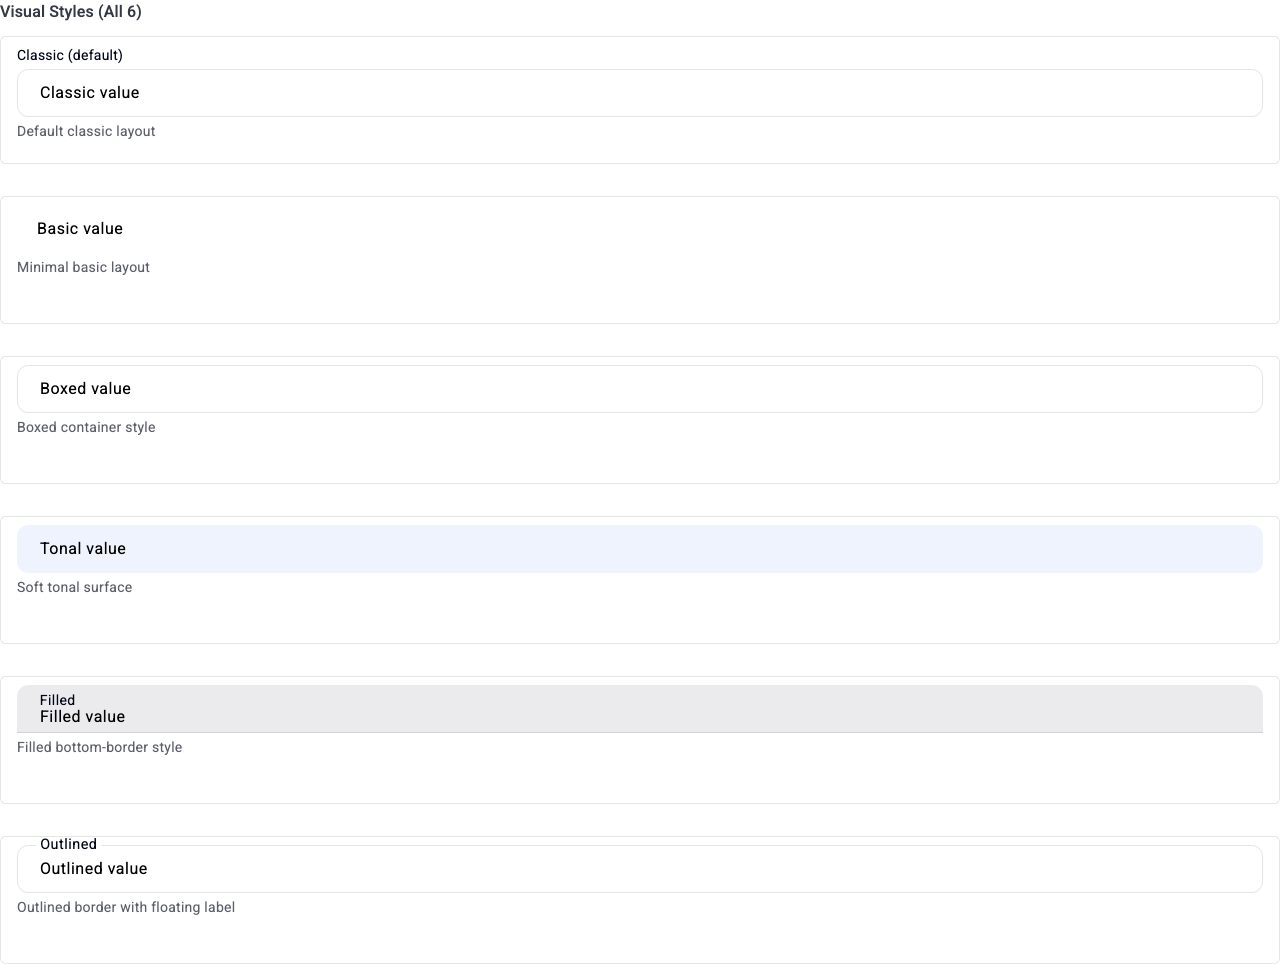 Visual Styles (All 6)
Classic (default)
Classic value
Default classic layout
Basic value
Minimal basic layout
Boxed value
Boxed container style
Tonal value
Soft tonal surface
Filled
Filled value
Filled bottom-border style
Outlined
Outlined value
Outlined border with floating label